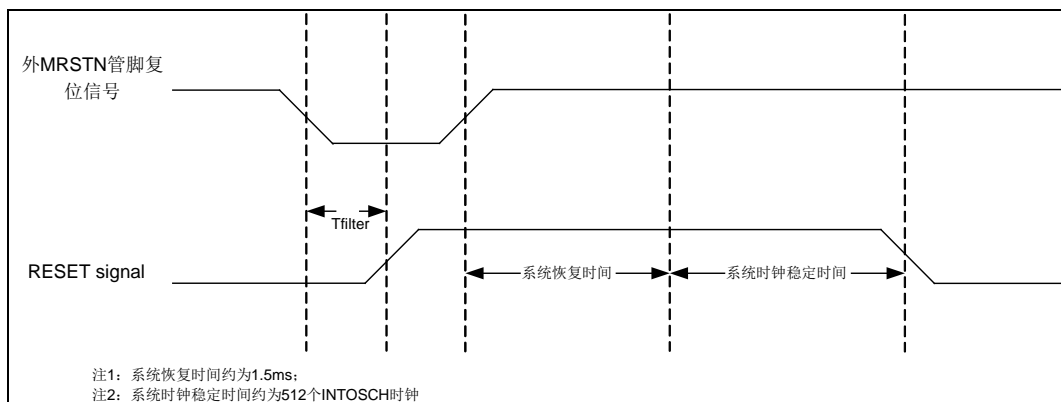 外MRSTN管脚复
位信号
Tfilter
RESET signal
系统恢复时间
系统时钟稳定时间
注1：系统恢复时间约为1.5ms；
注2：系统时钟稳定时间约为512个INTOSCH时钟